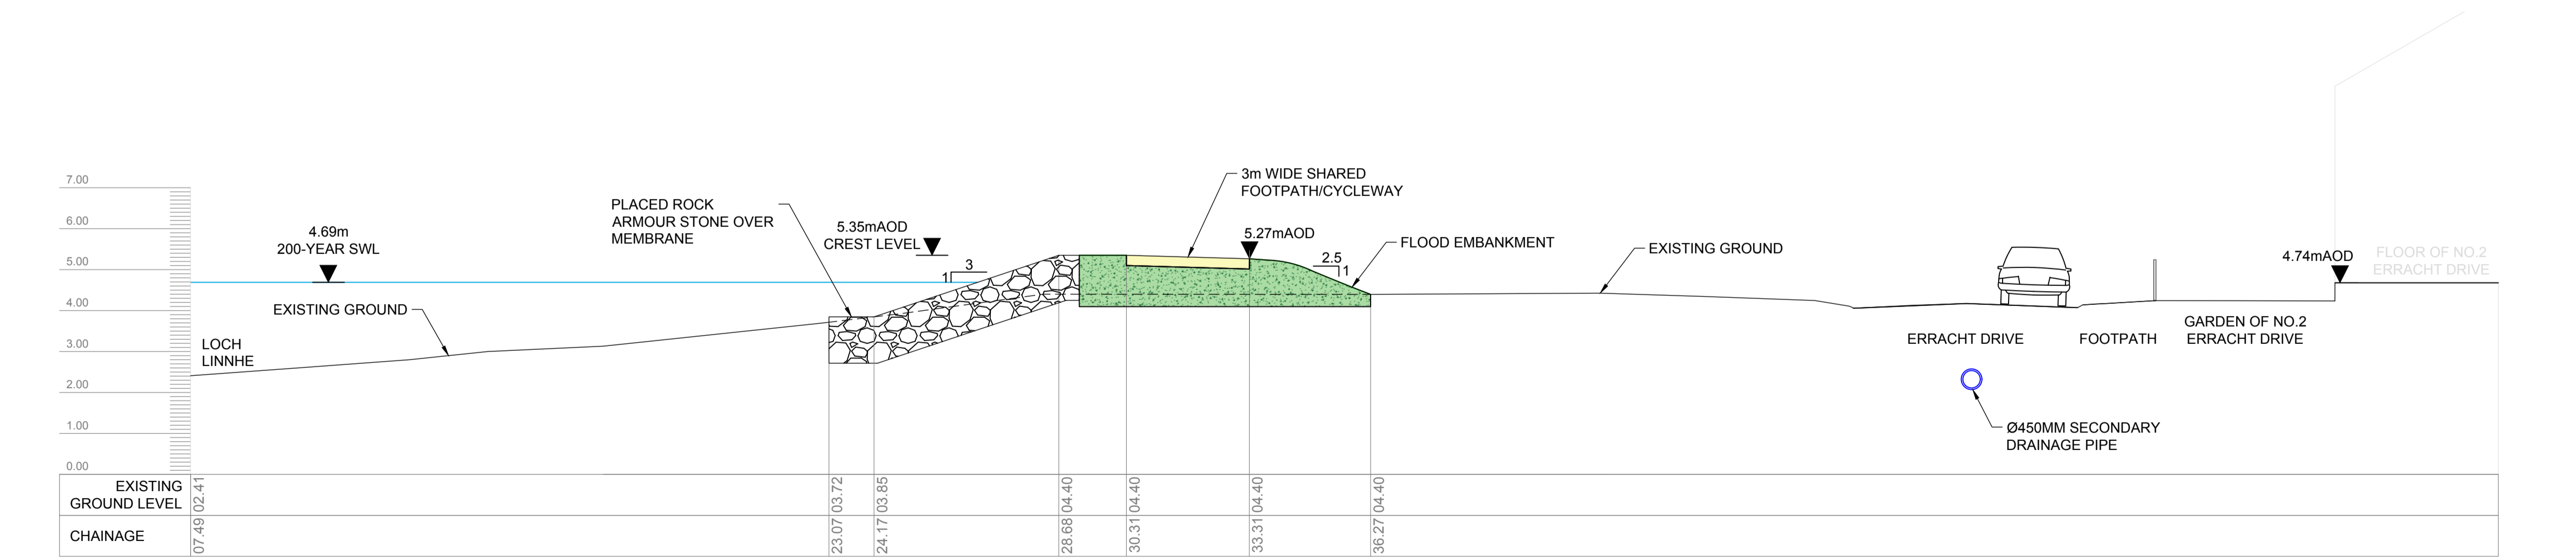 3m WIDE SHARED
FOOTPATH/CYCLEWAY
7.00
PLACED ROCK
ARMOUR STONE OVER
MEMBRANE
6.00
4.69m
200-YEAR SWL
5.35mAOD
CREST LEVEL
5.27mAOD
FLOOD EMBANKMENT
EXISTING GROUND
FLOOR OF NO.2
ERRACHT DRIVE
4.74mAOD
5.00
3
1
2.5
1
4.00
EXISTING GROUND
3.00
LOCH
LINNHE
ERRACHT DRIVE
FOOTPATH
GARDEN OF NO.2
ERRACHT DRIVE
2.00
1.00
Ø450MM SECONDARY
DRAINAGE PIPE
0.00
EXISTING
GROUND LEVEL
02.41
03.72
03.85
04.40
04.40
04.40
04.40
CHAINAGE
07.49
23.07
24.17
28.68
30.31
33.31
36.27